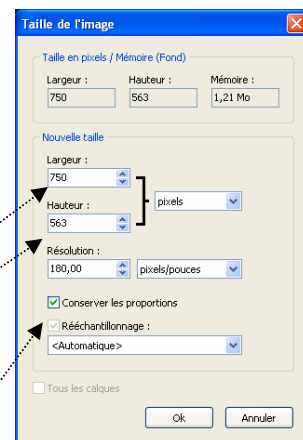 Taille de l'image
Taille en pixels / Mémoire (Fond)
Largeur : Hauteur : Mémoire :
750 563 1,21 Mo
Nouvelle taille
Largeur :
750
pixels
Hauteur :
563
Résolution :
180,00 pixels/pouces
Conserver les proportions
Rééchantillonnage :
<Automatique>
Tous les calques
Ok Annuler